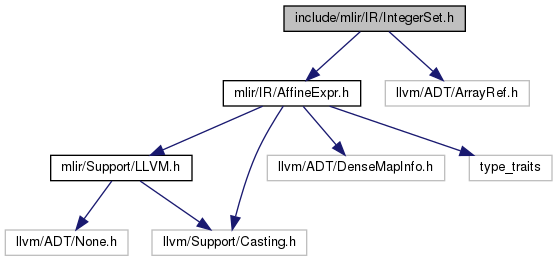 include/mlir/IR/IntegerSet.h
mlir/IR/AffineExpr.h
llvm/ADT/ArrayRef.h
mlir/Support/LLVM.h
llvm/ADT/DenseMapInfo.h
type_traits
llvm/ADT/None.h
llvm/Support/Casting.h